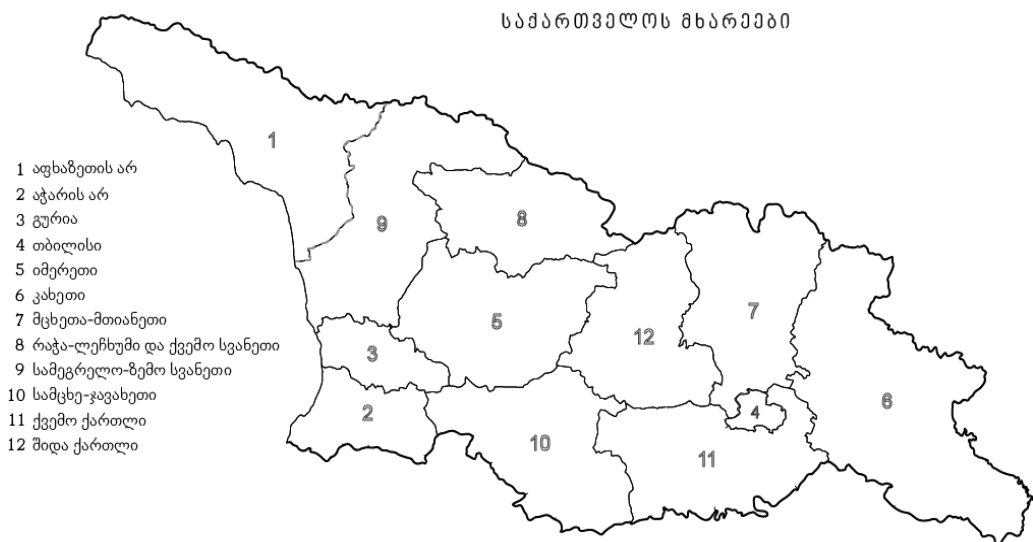 საქართველოს მხარეები
1 აფხაზეთის არ
2 აჭარის არ
3 გურია
4 თბილისი
5 იმერეთი
6 კახეთი
7 მცხეთა-მთიანეთი
8 რაჭა-ლეჩხუმი და ქვემო სვანეთი
9 სამეგრელო-ზემო სვანეთი
10 სამცხე-ჯავახეთი
11 ქვემო ქართლი
12 შიდა ქართლი
1
9
8
7
5
12
3
6
2
4
10
11